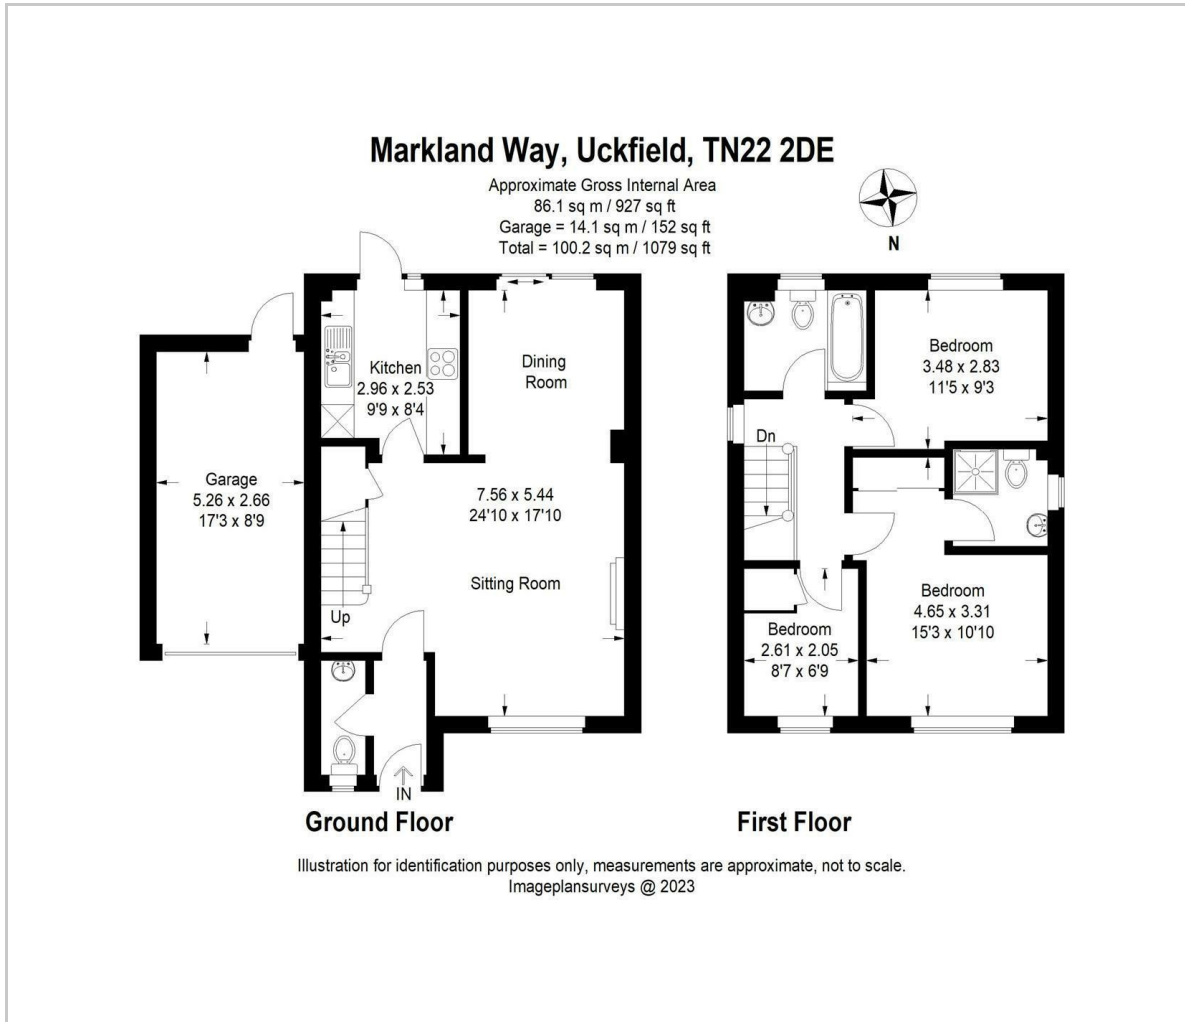 Markland Way, Uckfield, TN22 2DE
Approximate Gross Internal Area
86.1 sq m / 927 sq ft
Garage = 14.1 sq m / 152 sq ft
Total = 100.2 sq m / 1079 sq ft
N
Kitchen
2.96 x 2.53
9'9 x 8'4
Dining
Room
Garage
5.26 x 2.66
17'3 x 8'9
7.56 x 5.44
24'10 x 17'10
Sitting Room
Up
IN
Ground Floor
Bedroom
3.48 x 2.83
11'5 x 9'3
Dn
Bedroom
4.65 x 3.31
15'3 x 10'10
Bedroom
2.61 x 2.05
8'7 x 6'9
First Floor
Illustration for identification purposes only, measurements are approximate, not to scale.
Imageplansurveys @ 2023